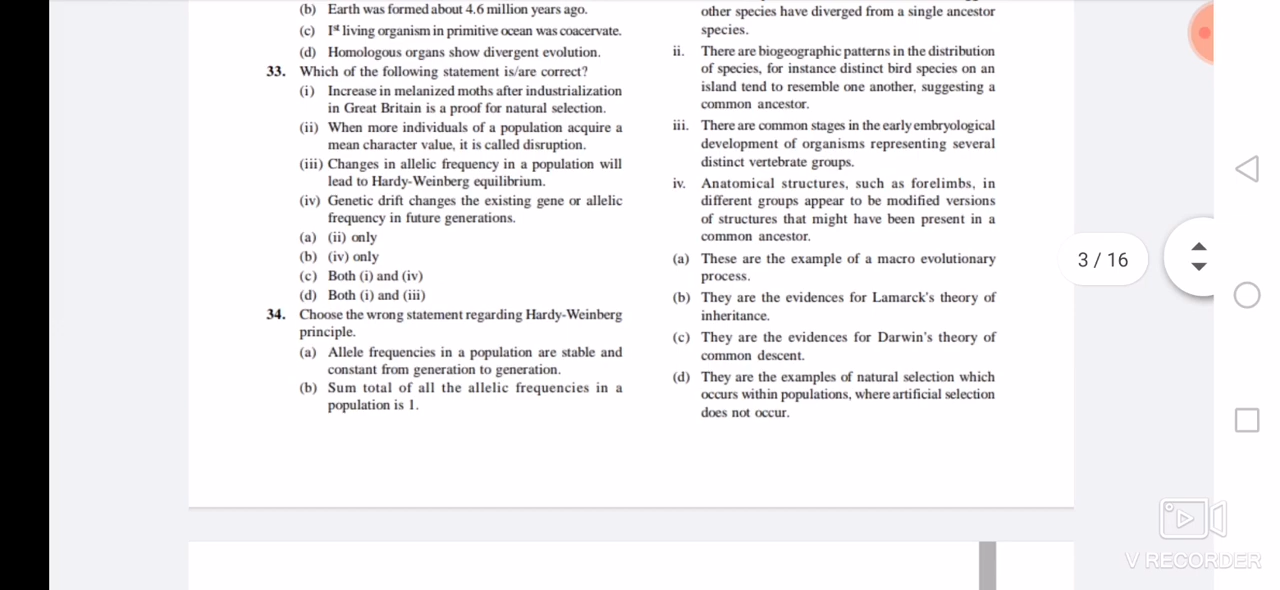 (b) Earth was formed about 4.6 million years ago.
(c) Ist living organism in primitive ocean was coacervate.
(d) Homologous organs show divergent evolution.
33. Which of the following statement is/are correct?
(i) Increase in melanized moths after industrialization
in Great Britain is a proof for natural selection.
(ii) When more individuals of a population acquire a
mean character value, it is called disruption.
(iii) Changes in allelic frequency in a population will
lead to Hardy-Weinberg equilibrium.
(iv) Genetic drift changes the existing gene or allelic
frequency in future generations.
(a) (ii) only
(b) (iv) only
(c) Both (i) and (iv)
(d) Both (i) and (iii)
34. Choose the wrong statement regarding Hardy-Weinberg
principle.
(a) Allele frequencies in a population are stable and
constant from generation to generation.
(b) Sum total of all the allelic frequencies in a
population is 1.
other species have diverged from a single ancestor
species.
ii. There are biogeographic patterns in the distribution
of species, for instance distinct bird species on an
island tend to resemble one another, suggesting a
common ancestor.
iii. There are common stages in the early embryological
development of organisms representing several
distinct vertebrate groups.
iv. Anatomical structures, such as forelimbs, in
different groups appear to be modified versions
of structures that might have been present in a
common ancestor.
(a) These are the example of a macro evolutionary
process.
(b) They are the evidences for Lamarck's theory of
inheritance.
(c) They are the evidences for Darwin's theory of
common descent.
(d) They are the examples of natural selection which
occurs within populations, where artificial selection
does not occur.
3 / 16
V RECORDER